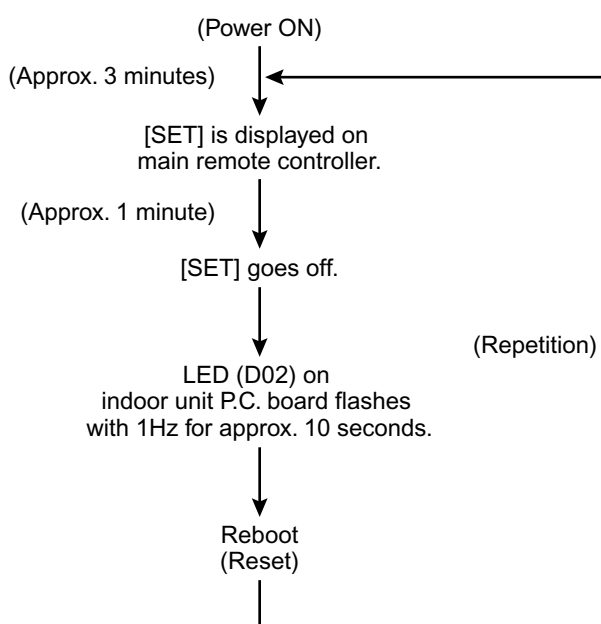 (Power ON)
(Approx. 3 minutes)
[SET] is displayed on
main remote controller.
(Approx. 1 minute)
[SET] goes off.
(Repetition)
LED (D02) on
indoor unit P.C. board flashes
with 1Hz for approx. 10 seconds.
Reboot
(Reset)